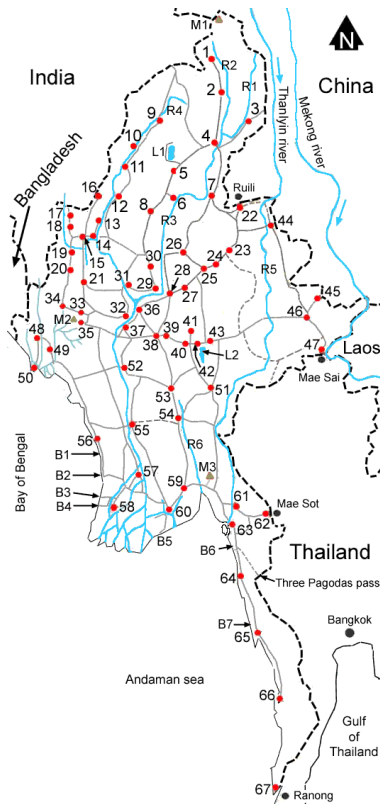 M1
N
India
China
1
R2
2
R1
3
9
R4
10
L1
4
Thanlyin river
Mekong river
Bangladesh
11
5
16
12
8
6
R3
7
Ruili
22
17
18
13
14
44
15
19
20
21
26
23
30
24
25
R5
31
29
28
27
34
33
M2
35
32
36
45
46
37
41
39
38
40
43
L2
42
47
Laos
Mae Sai
48
49
50
52
53
51
54
55
Bay of Bengal
56
B1
B2
B3
B4
57
R6
M3
58
59
60
B5
61
62
Mae Sot
63
B6
Thailand
64
Three Pagodas pass
B7
65
Bangkok
Andaman sea
66
Gulf
of
Thailand
67
Ranong